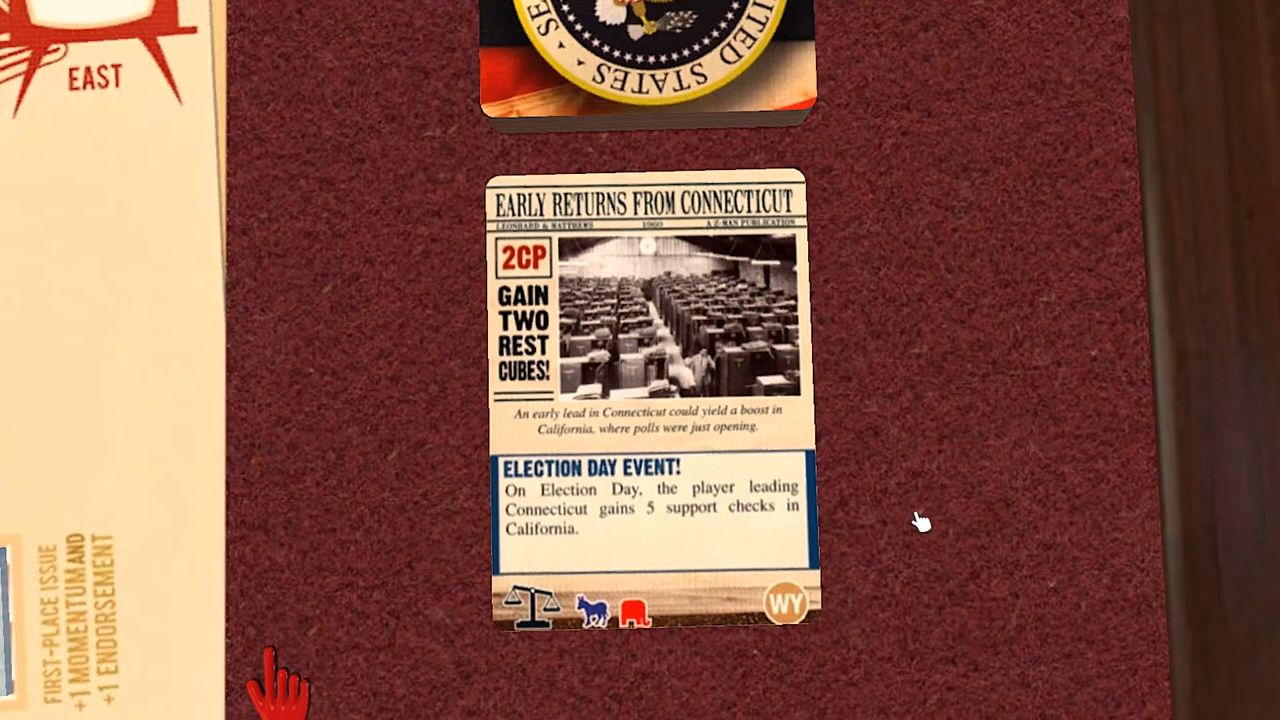 EAST
SE
UNITED STATES
EARLY RETURNS FROM CONNECTICUT
LEONHARD & MATTHEWS 1960 A Z-MAN PUBLICATION
2CP
GAIN
TWO
REST
CUBES!
An early lead in Connecticut could yield a boost in
California, where polls were just opening.
ELECTION DAY EVENT!
On Election Day, the player leading
Connecticut gains 5 support checks in
California.
WY
FIRST-PLACE ISSUE
+1 MOMENTUM AND
+1 ENDORSEMENT